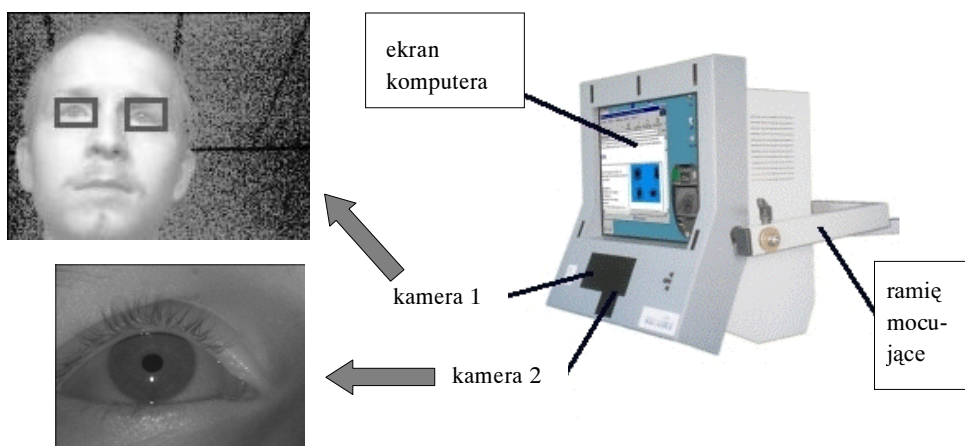 ekran
komputera
kamera 1
kamera 2
ramię
mocu-
jące